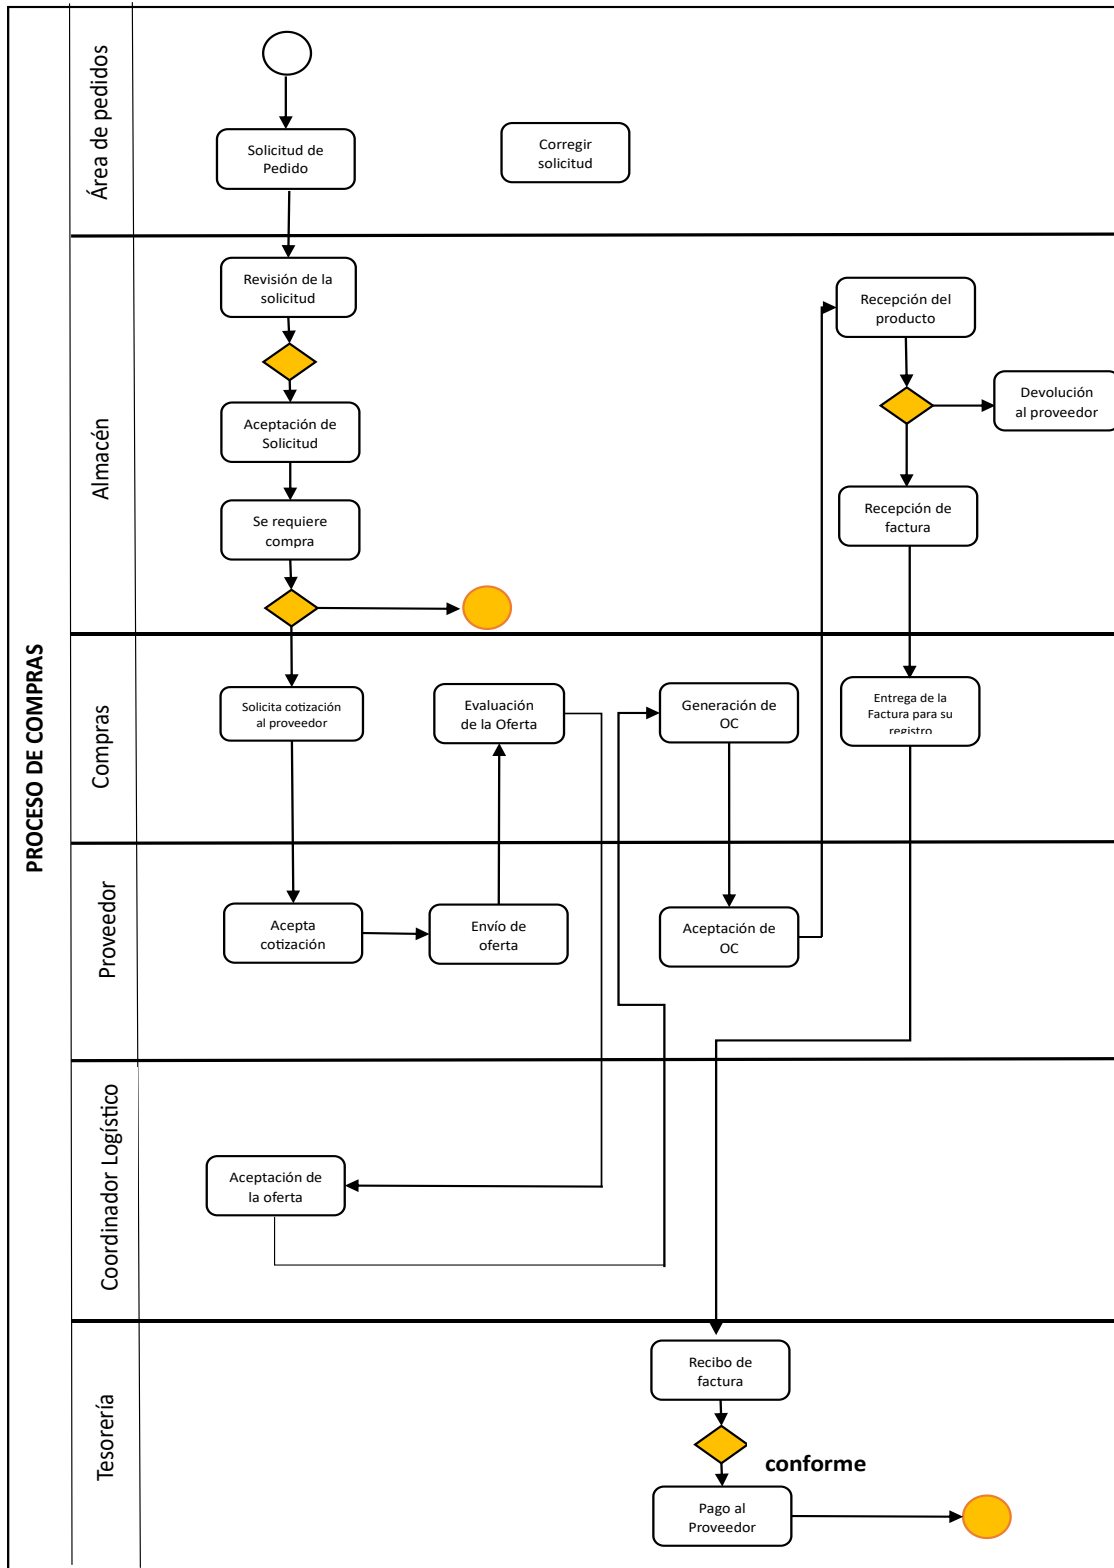 PROCESO DE COMPRAS
Área de pedidos
Solicitud de
Pedido
Corregir
solicitud
Almacén
Revisión de la
solicitud
Aceptación de
Solicitud
Se requiere
compra
Recepción del
producto
Devolución
al proveedor
Recepción de
factura
Compras
Solicita cotización
al proveedor
Evaluación
de la Oferta
Generación de
OC
Entrega de la
Factura para su
registro
Proveedor
Acepta
cotización
Envío de
oferta
Aceptación de
OC
Coordinador Logístico
Aceptación de
la oferta
Tesorería
Recibo de
factura
conforme
Pago al
Proveedor